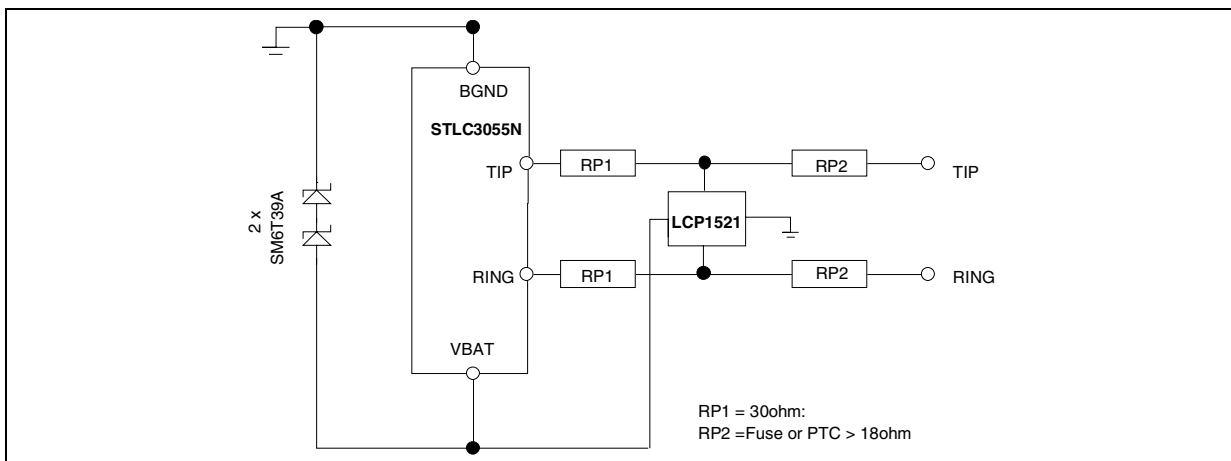 BGND
STLC3055N
TIP
RP1
RP2
TIP
2 x
SM6T39A
LCP1521
RING
RP1
RP2
RING
VBAT
RP1 = 30ohm:
RP2 =Fuse or PTC > 18ohm